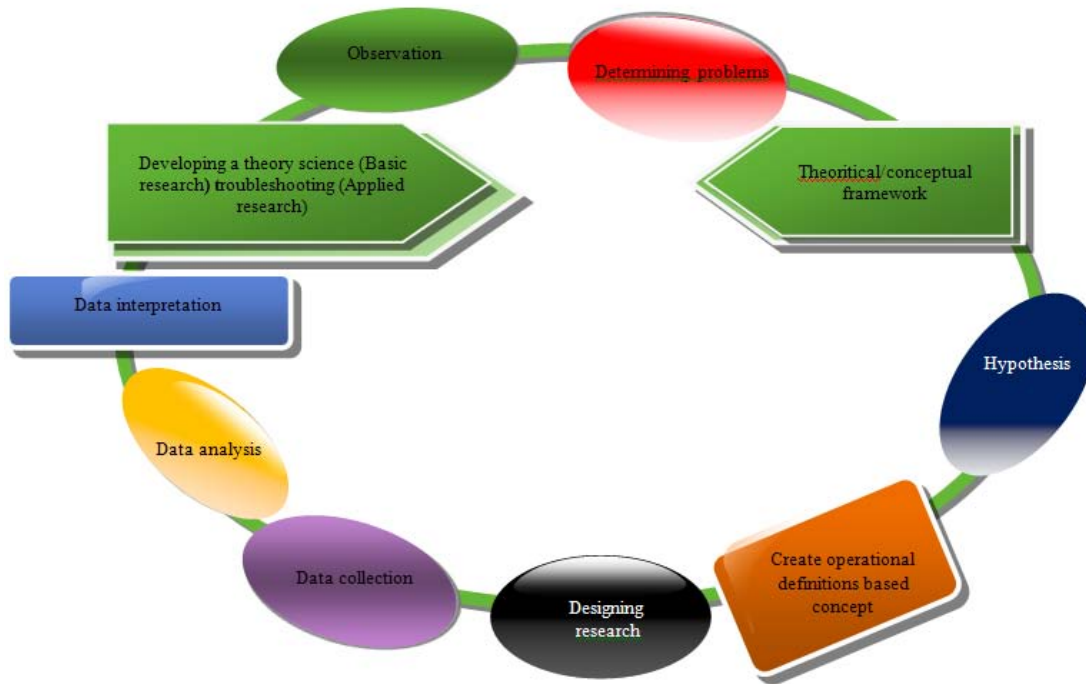 Observation
Determining problems
Theoritical/conceptual
framework
Hypothesis
Create operational
definitions based
concept
Designing
research
Data collection
Data analysis
Data interpretation
Developing a theory science (Basic
research) troubleshooting (Applied
research)